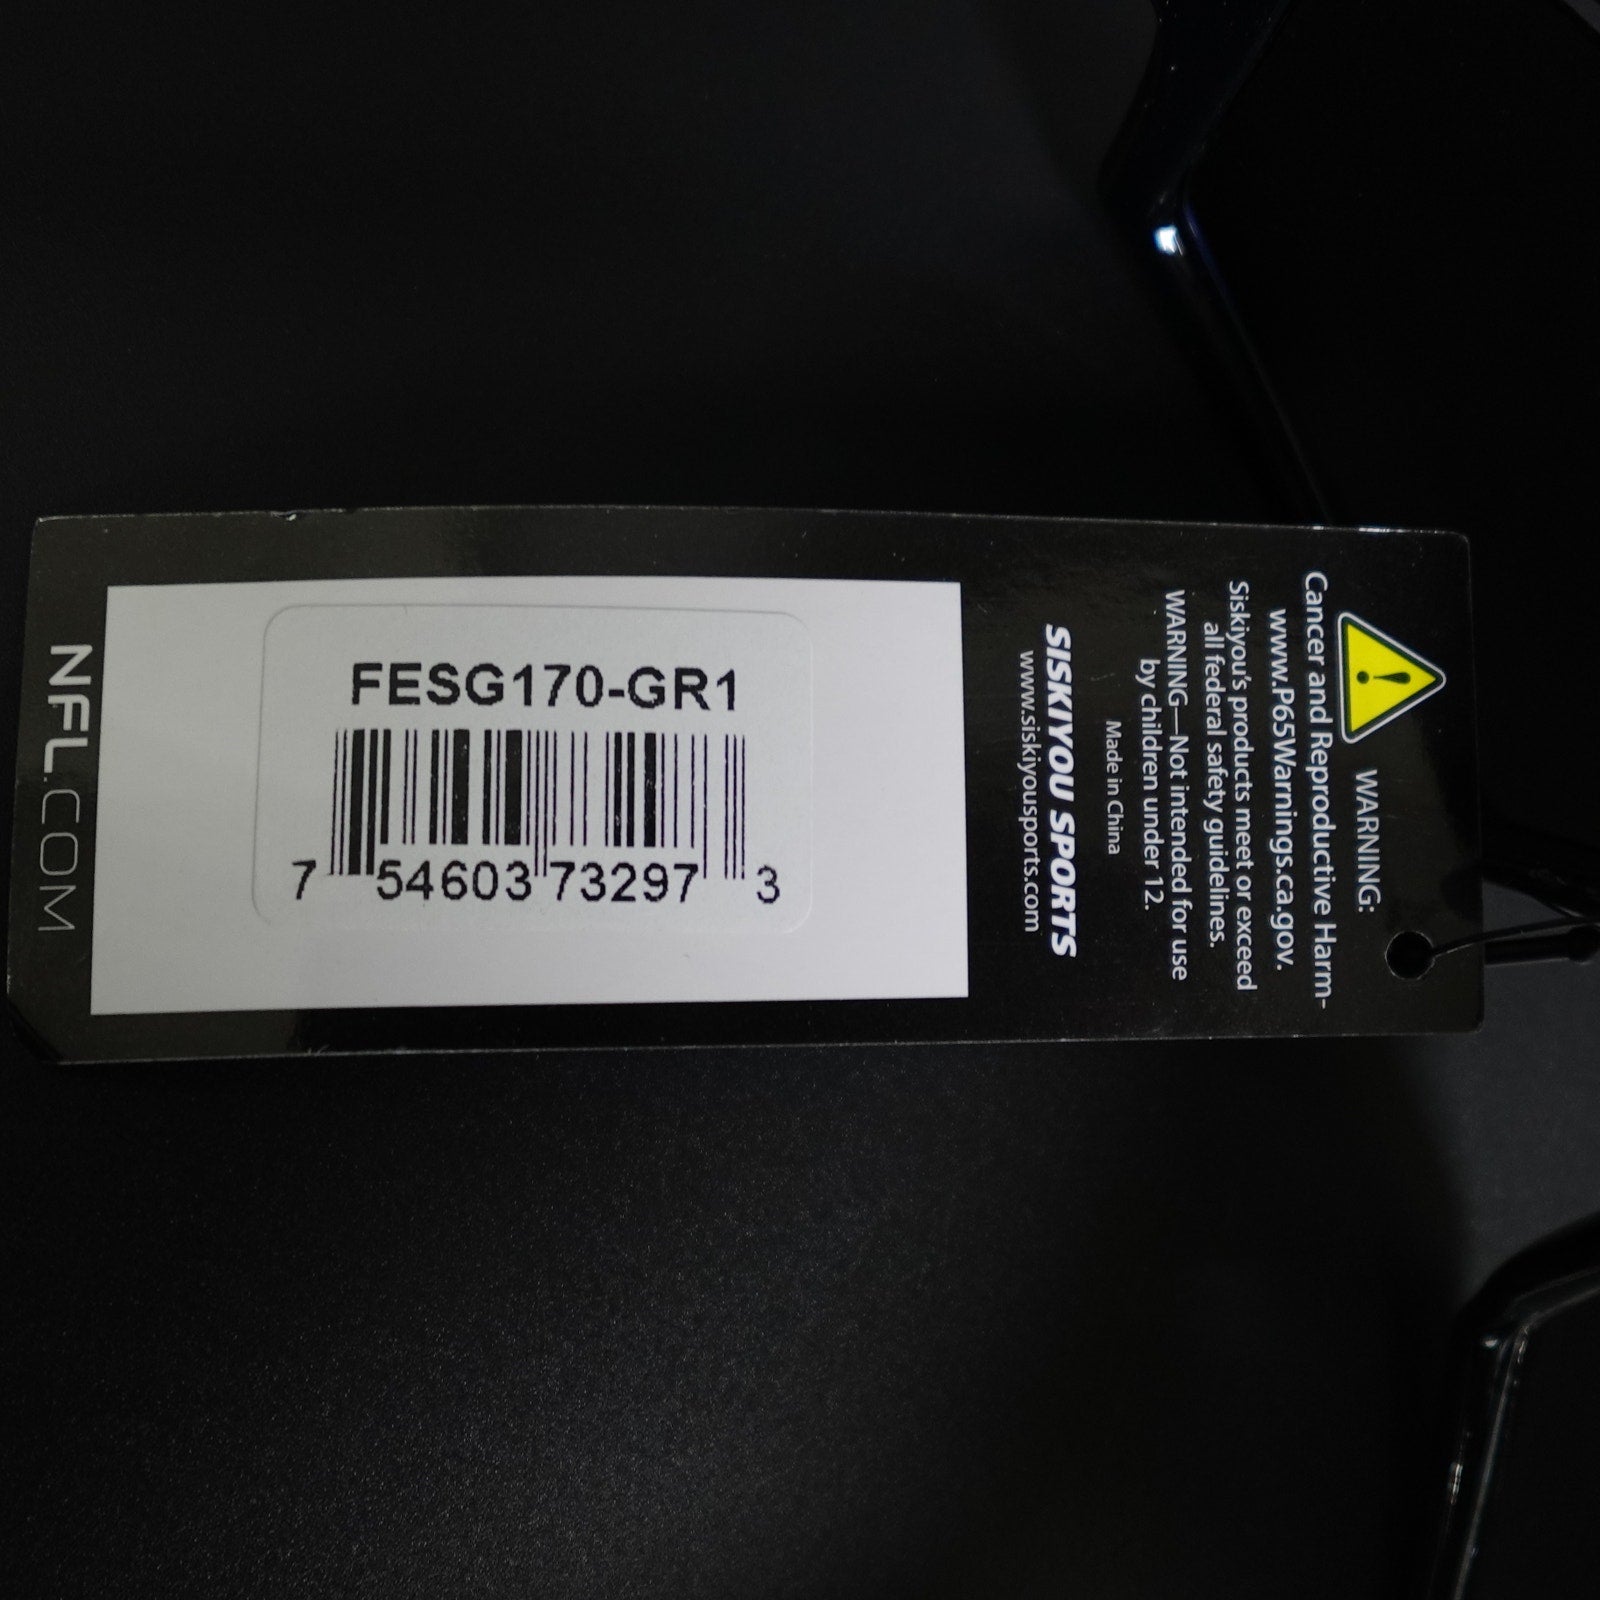 FESG170-GR1
7 54603 73297 3
NFL.COM
WARNING:
Cancer and Reproductive Harm-
www.P65Warnings.ca.gov.
Siskiyou's products meet or exceed
all federal safety guidelines.
WARNING—Not intended for use
by children under 12.
Made in China
SISKIYOU SPORTS
www.siskiyousports.com